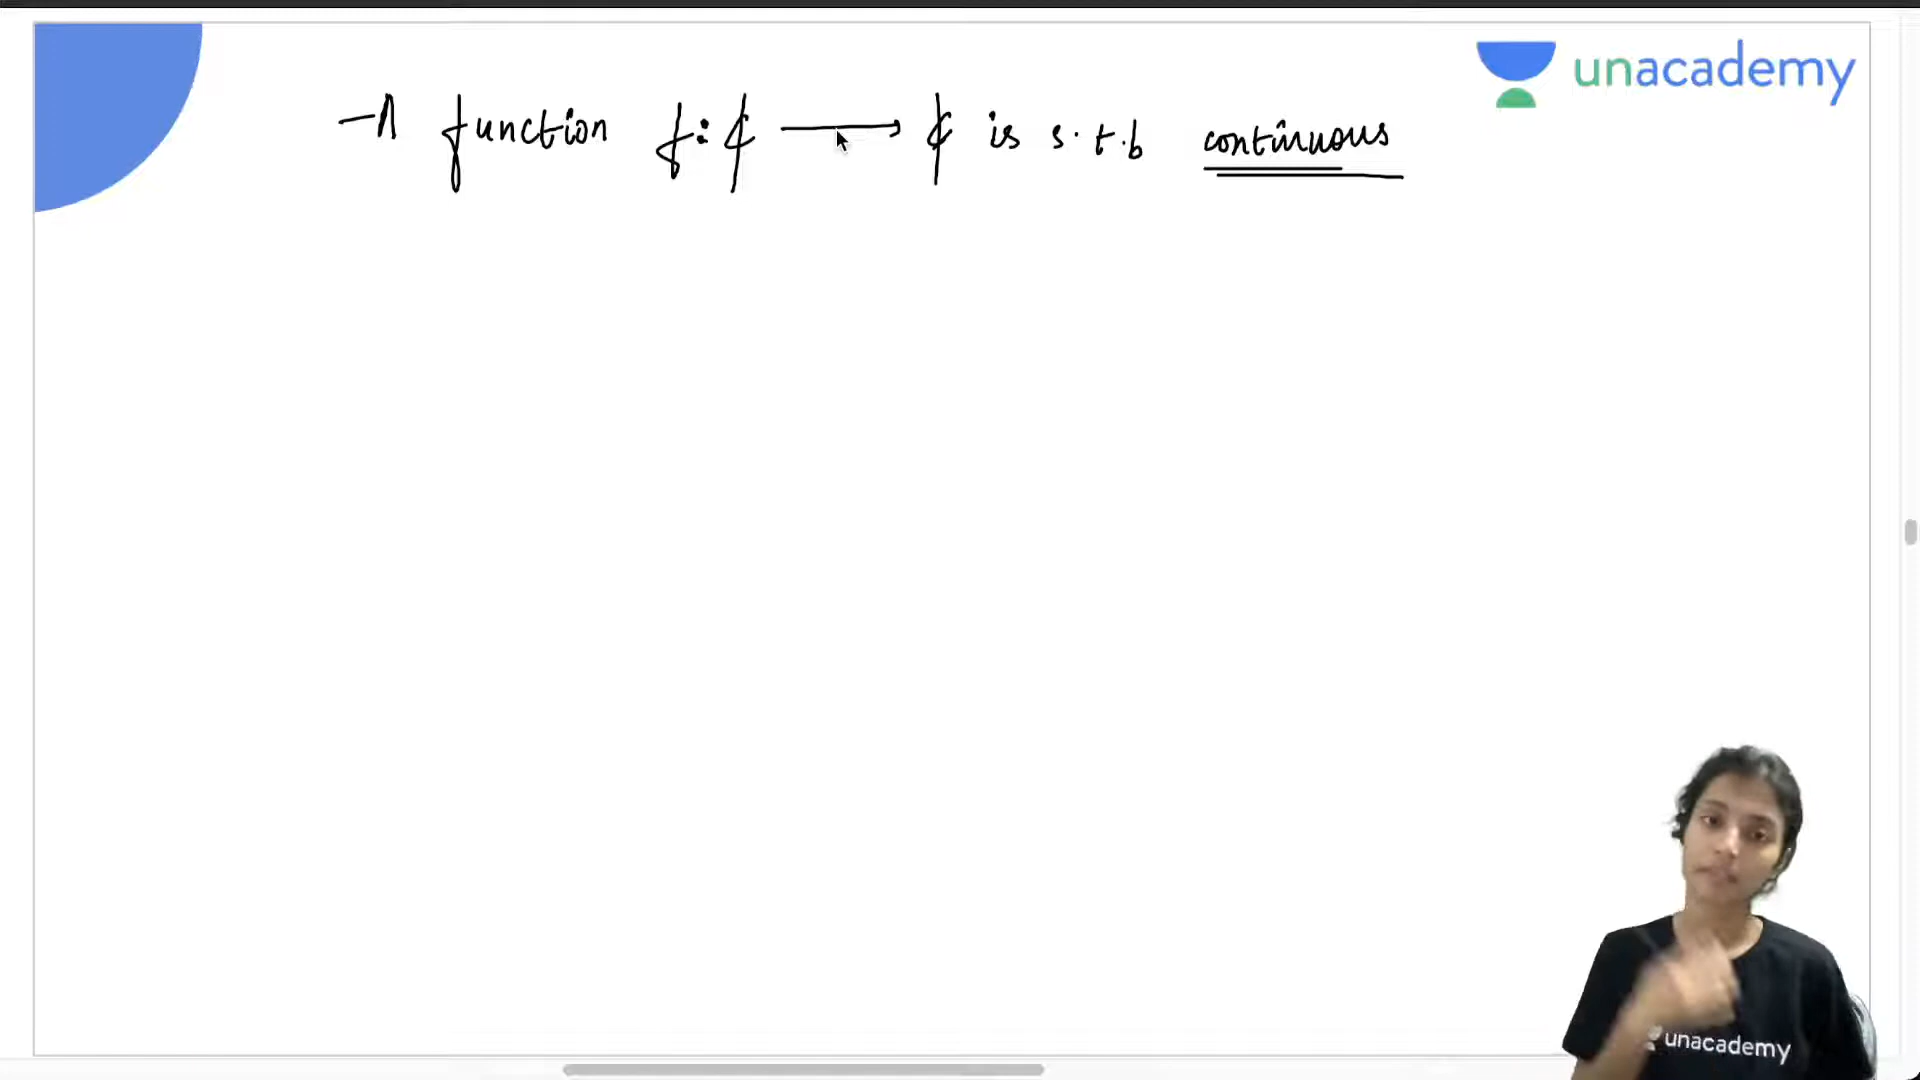 unacademy
A function f: ₵ ⟶ ₵ is s.t.b continuous
unacademy